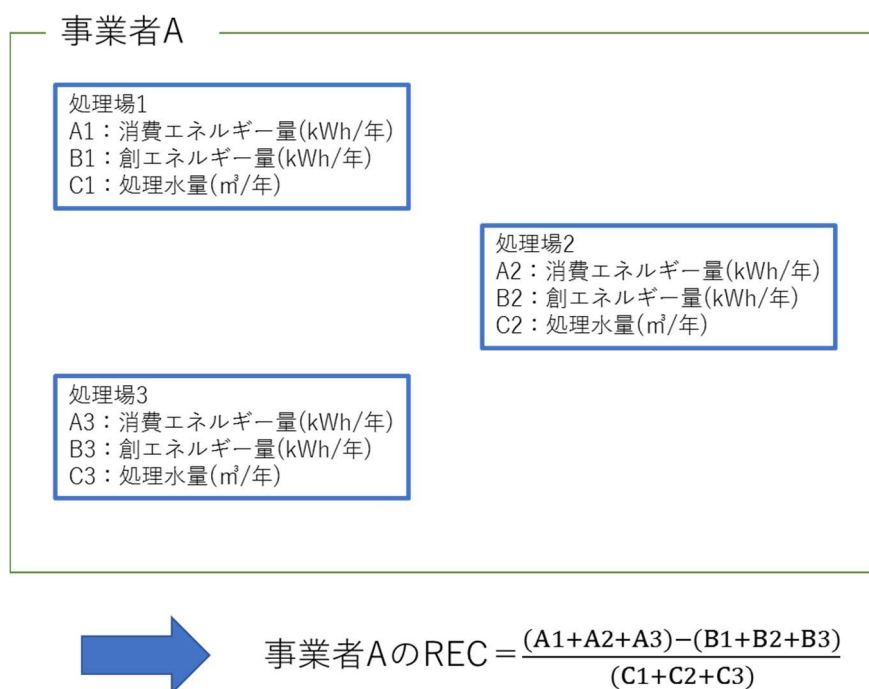 事業者A
処理場1
A1：消費エネルギー量(kWh/年)
B1：創エネルギー量(kWh/年)
C1：処理水量(㎥/年)
処理場2
A2：消費エネルギー量(kWh/年)
B2：創エネルギー量(kWh/年)
C2：処理水量(㎥/年)
処理場3
A3：消費エネルギー量(kWh/年)
B3：創エネルギー量(kWh/年)
C3：処理水量(㎥/年)
事業者AのREC＝(A1+A2+A3)−(B1+B2+B3)
(C1+C2+C3)